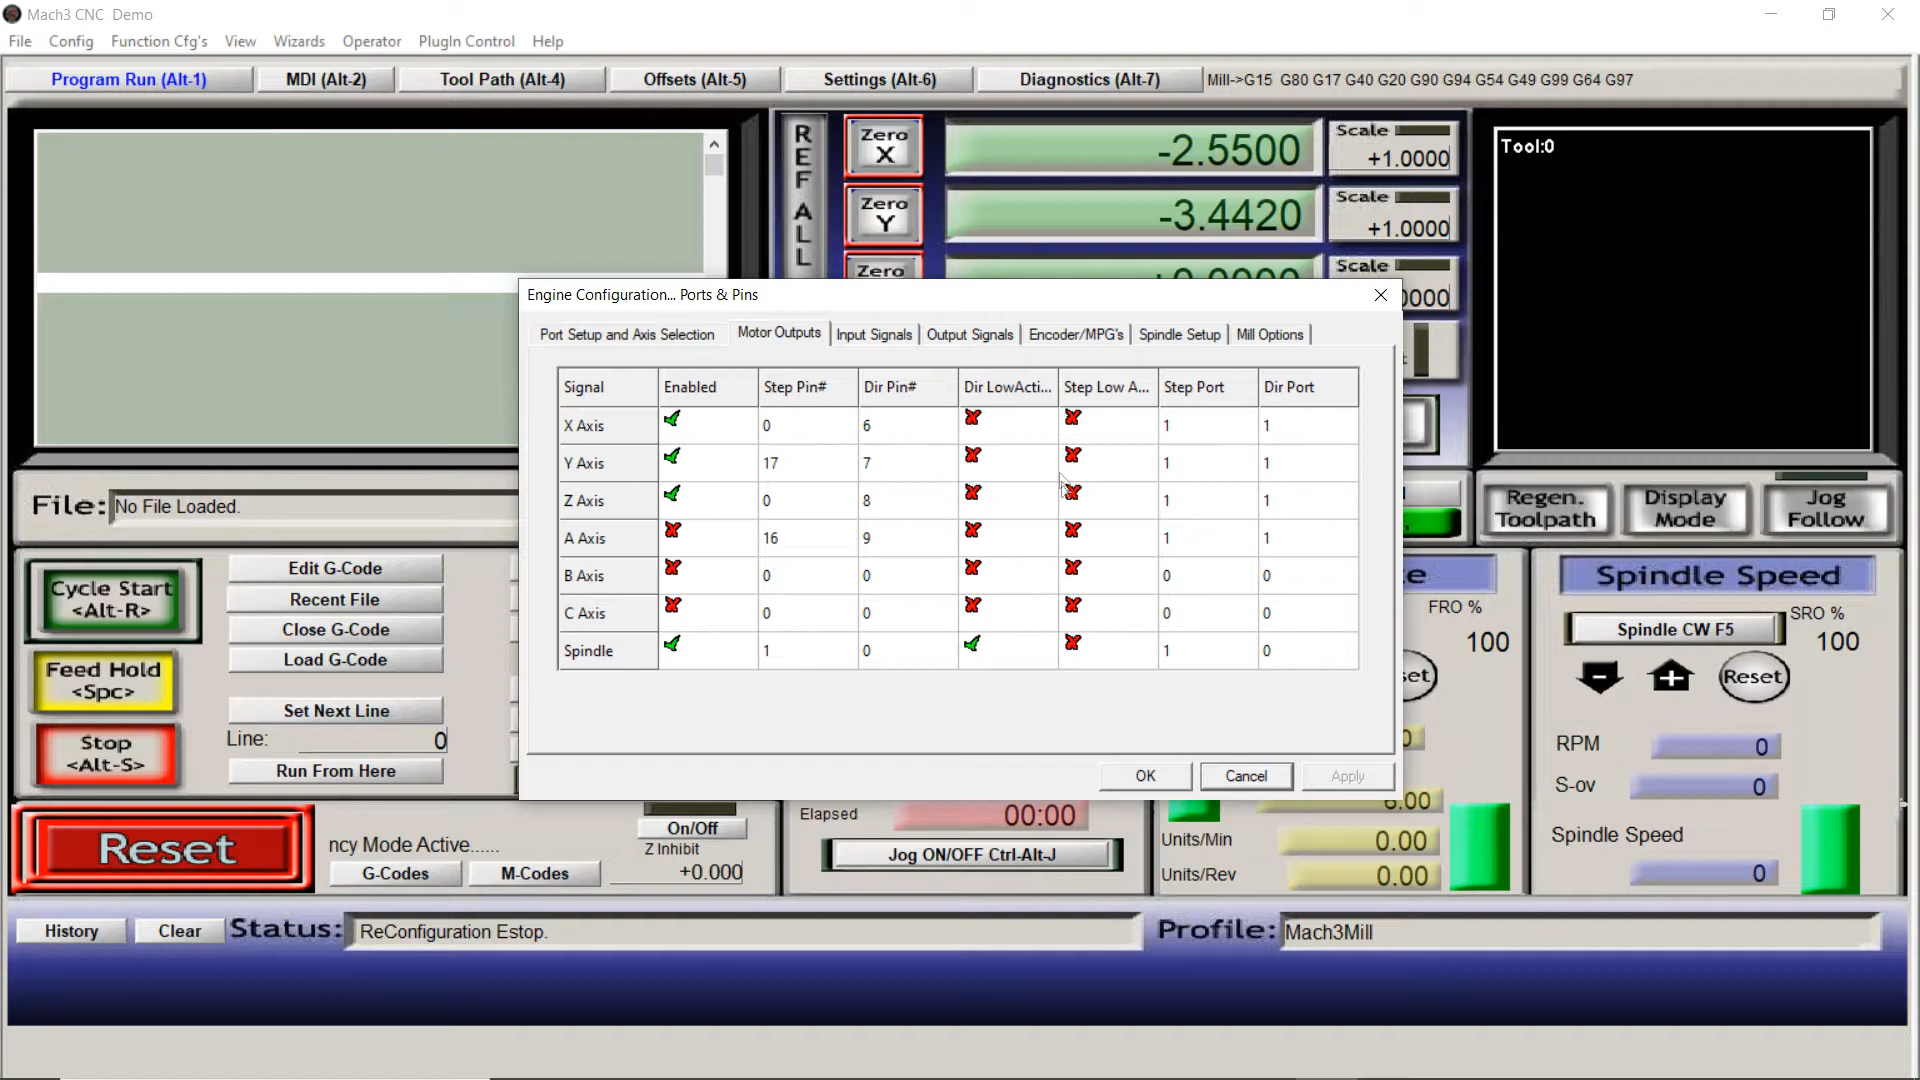 Mach3 CNC Demo
File Config Function Cfg's View Wizards Operator PlugIn Control Help
Program Run (Alt-1) MDI (Alt-2) Tool Path (Alt-4) Offsets (Alt-5) Settings (Alt-6) Diagnostics (Alt-7) Mill->G15 G80 G17 G40 G20 G90 G94 G54 G49 G99 G64 G97
REF ALL
Zero X -2.5500 Scale +1.0000
Zero Y -3.4420 Scale +1.0000
Zero Scale
Tool:0
Engine Configuration... Ports & Pins
Port Setup and Axis Selection Motor Outputs Input Signals Output Signals Encoder/MPG's Spindle Setup Mill Options
Signal Enabled Step Pin# Dir Pin# Dir LowActi... Step Low A... Step Port Dir Port
X Axis 0 6 1 1
Y Axis 17 7 1 1
Z Axis 0 8 1 1
A Axis 16 9 1 1
B Axis 0 0 0 0
C Axis 0 0 0 0
Spindle 1 0 1 0
OK Cancel Apply
File: No File Loaded.
Regen. Toolpath Display Mode Jog Follow
Cycle Start <Alt-R>
Feed Hold <Spc>
Stop <Alt-S>
Edit G-Code
Recent File
Close G-Code
Load G-Code
Set Next Line
Line: 0
Run From Here
FRO %
100
Spindle Speed
Spindle CW F5 SRO %
100
Reset
RPM 0
S-ov 0
Spindle Speed
0
Reset
ncy Mode Active......
G-Codes M-Codes
On/Off
Z Inhibit
+0.000
Elapsed 00:00
Jog ON/OFF Ctrl-Alt-J
6.00
Units/Min 0.00
Units/Rev 0.00
History Clear Status: ReConfiguration Estop. Profile: Mach3Mill